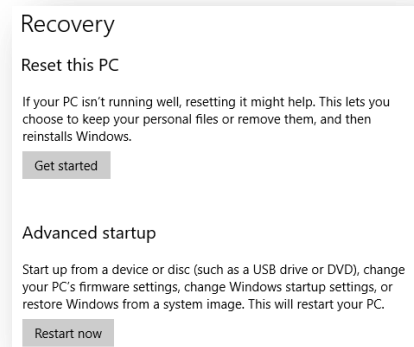 Recovery
Reset this PC
If your PC isn't running well, resetting it might help. This lets you
choose to keep your personal files or remove them, and then
reinstalls Windows.
Get started
Advanced startup
Start up from a device or disc (such as a USB drive or DVD), change
your PC's firmware settings, change Windows startup settings, or
restore Windows from a system image. This will restart your PC.
Restart now